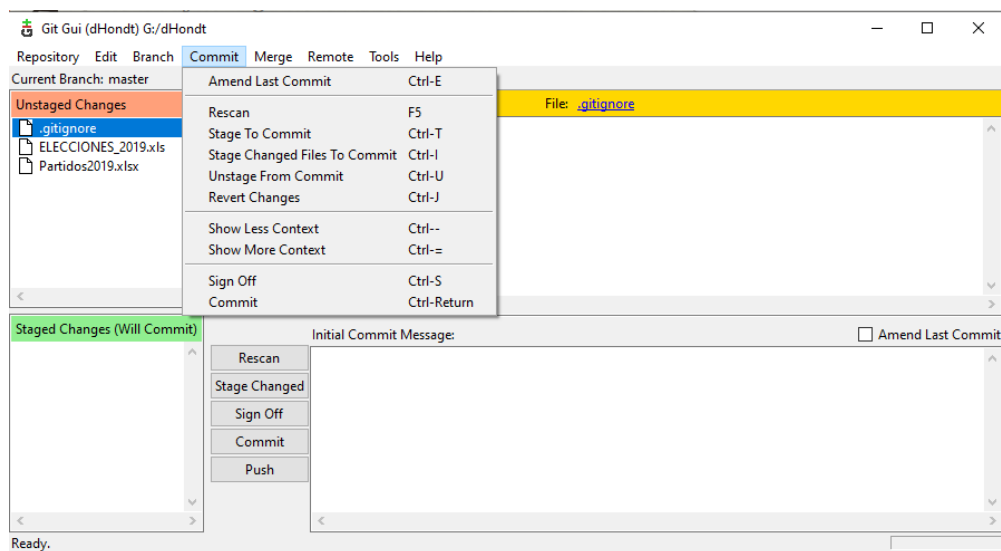 Git Gui (dHondt) G:/dHondt
Repository Edit Branch Commit Merge Remote Tools Help
Current Branch: master
Unstaged Changes
File: .gitignore
.gitignore
ELECCIONES_2019.xls
Partidos2019.xlsx
Amend Last Commit Ctrl-E
Rescan F5
Stage To Commit Ctrl-T
Stage Changed Files To Commit Ctrl-I
Unstage From Commit Ctrl-U
Revert Changes Ctrl-J
Show Less Context Ctrl--
Show More Context Ctrl-=
Sign Off Ctrl-S
Commit Ctrl-Return
Staged Changes (Will Commit)
Initial Commit Message:
Amend Last Commit
Rescan
Stage Changed
Sign Off
Commit
Push
Ready.